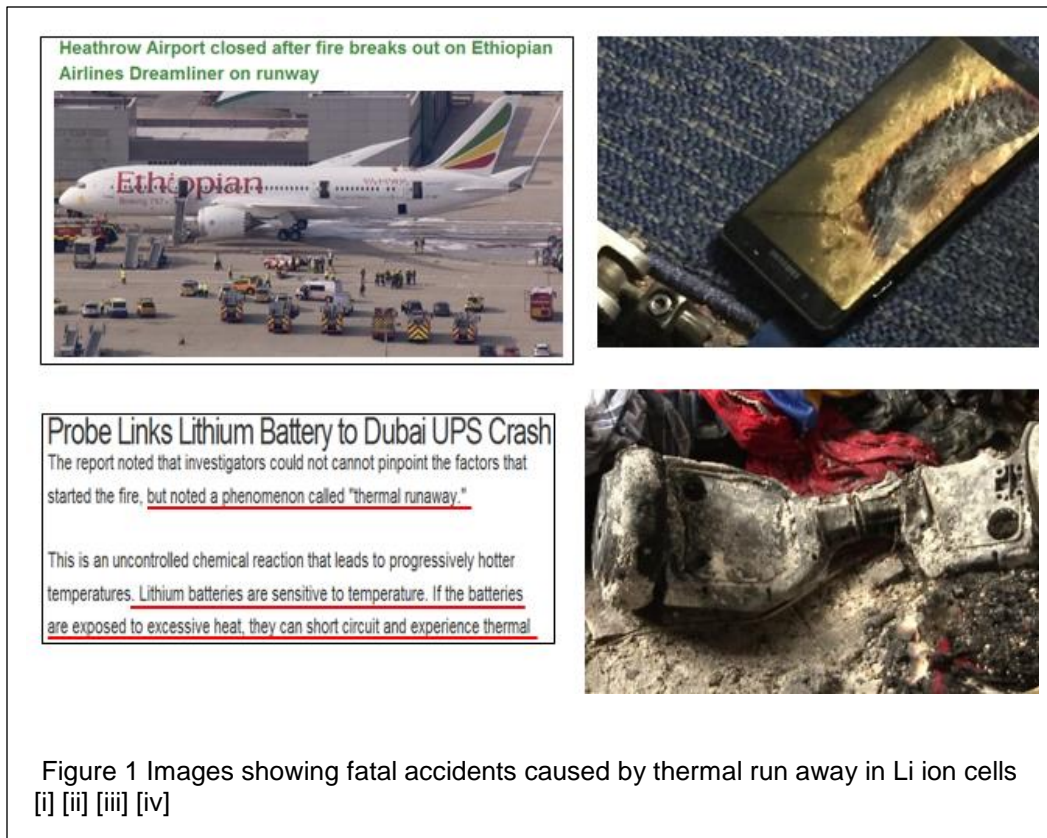 Heathrow Airport closed after fire breaks out on Ethiopian
Airlines Dreamliner on runway
Ethiopian
Probe Links Lithium Battery to Dubai UPS Crash
The report noted that investigators could not cannot pinpoint the factors that
started the fire, but noted a phenomenon called "thermal runaway."
This is an uncontrolled chemical reaction that leads to progressively hotter
temperatures. Lithium batteries are sensitive to temperature. If the batteries
are exposed to excessive heat, they can short circuit and experience thermal
Figure 1 Images showing fatal accidents caused by thermal run away in Li ion cells
[i] [ii] [iii] [iv]